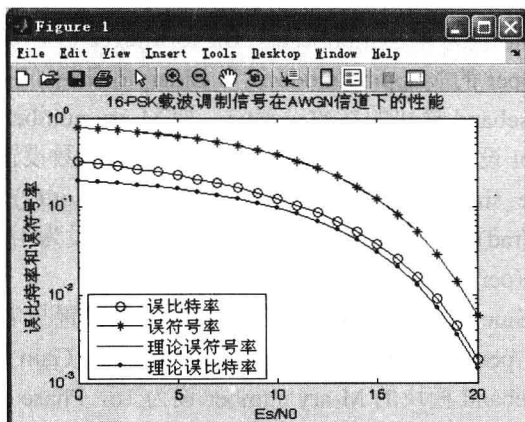 Figure 1
File Edit View Insert Tools Desktop Window Help
16-PSK载波调制信号在AWGN信道下的性能
10^0
10^-1
10^-2
10^-3
误比特率和误符号率
误比特率
误符号率
理论误符号率
理论误比特率
0 5 10 15 20
Es/N0